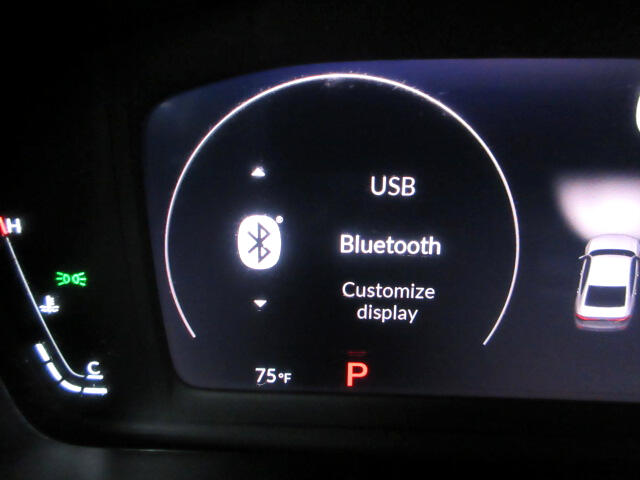 USB
H
Bluetooth
Customize
display
C
75°F
P